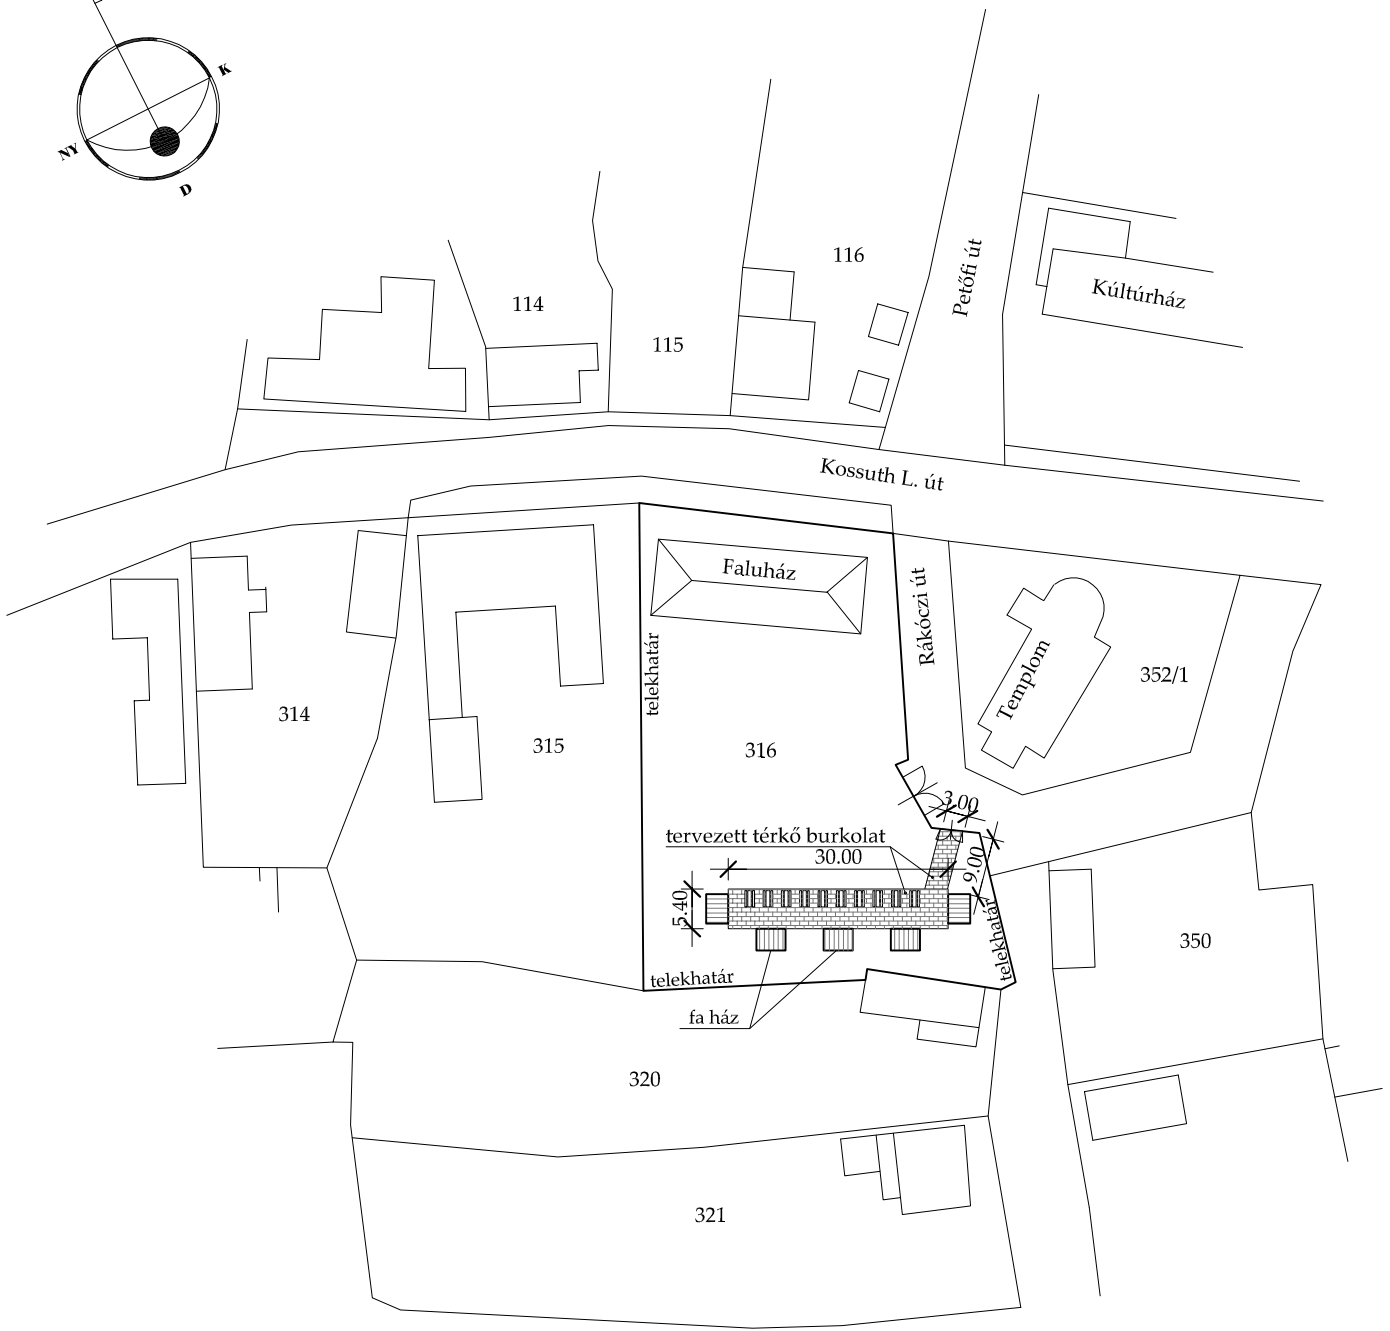 K
NY
D
116
Petőfi út
Kúltúrház
114
115
Kossuth L. út
Faluház
Rákóczi út
telekhatár
Templom
352/1
314
315
316
3.00
tervezett térkő burkolat
30.00
9.00
5.40
telekhatár
350
telekhatár
fa ház
320
321